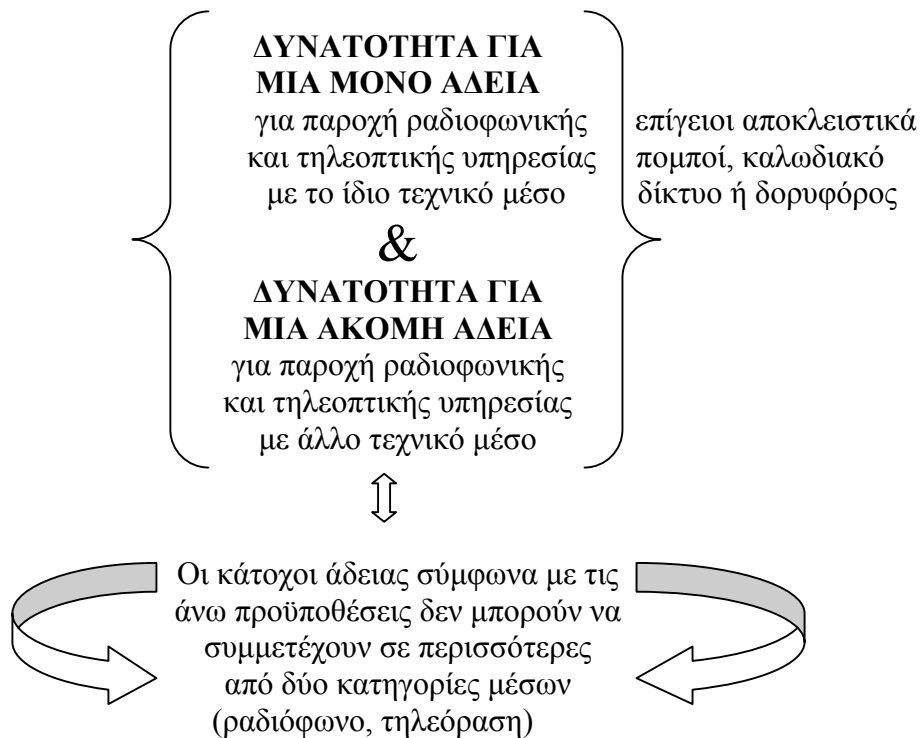 ΔΥΝΑΤΟΤΗΤΑ ΓΙΑ
ΜΙΑ ΜΟΝΟ ΑΔΕΙΑ
για παροχή ραδιοφωνικής
και τηλεοπτικής υπηρεσίας
με το ίδιο τεχνικό μέσο
επίγειοι αποκλειστικά
πομποί, καλωδιακό
δίκτυο ή δορυφόρος
&
ΔΥΝΑΤΟΤΗΤΑ ΓΙΑ
ΜΙΑ ΑΚΟΜΗ ΑΔΕΙΑ
για παροχή ραδιοφωνικής
και τηλεοπτικής υπηρεσίας
με άλλο τεχνικό μέσο
Οι κάτοχοι άδειας σύμφωνα με τις
άνω προϋποθέσεις δεν μπορούν να
συμμετέχουν σε περισσότερες
από δύο κατηγορίες μέσων
(ραδιόφωνο, τηλεόραση)